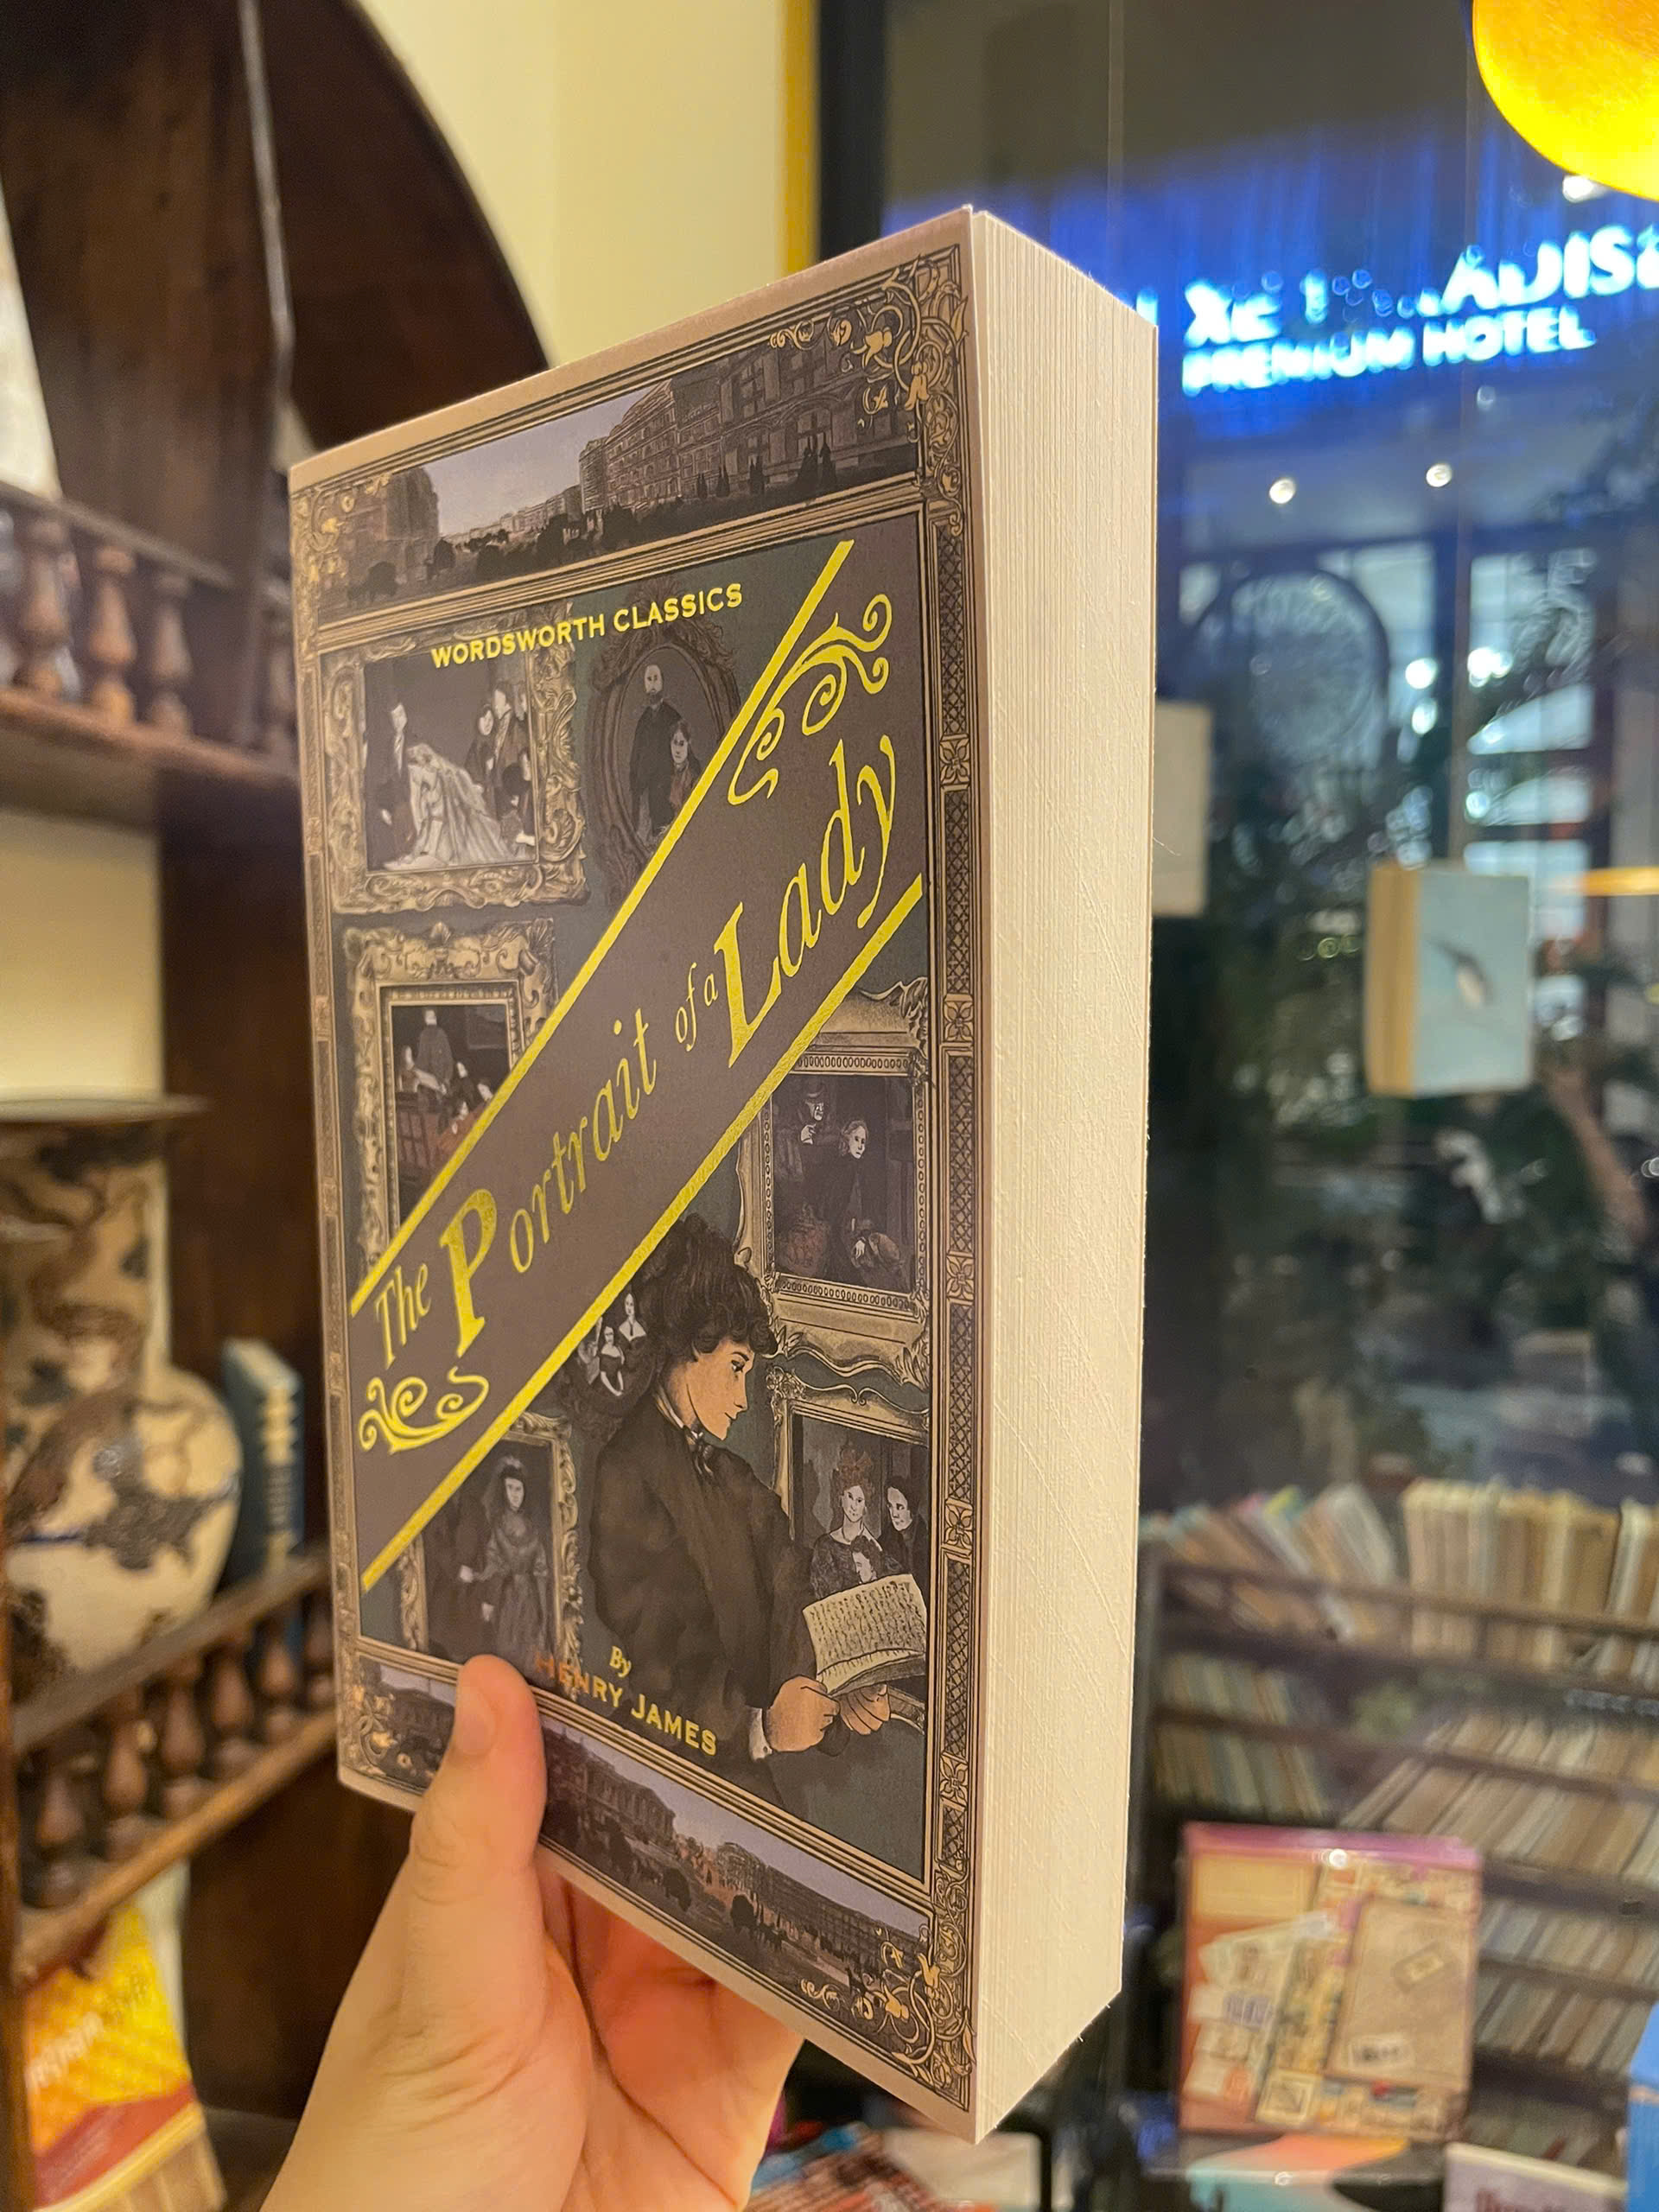 WORDSWORTH CLASSICS
The Portrait of a Lady
By
HENRY JAMES
PREMIUM HOTEL